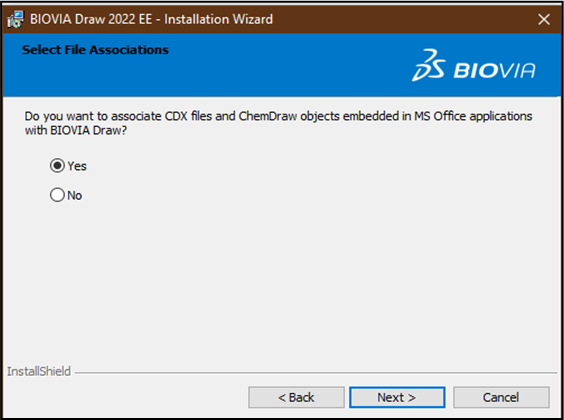 BIOVIA Draw 2022 EE - Installation Wizard
Select File Associations
BIOVIA
Do you want to associate CDX files and ChemDraw objects embedded in MS Office applications
with BIOVIA Draw?
Yes
No
InstallShield
< Back
Next >
Cancel